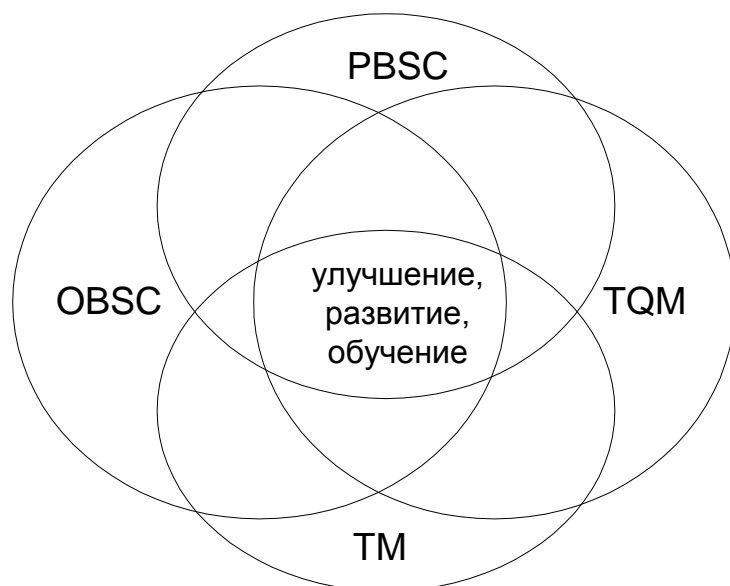 PBSC
OBSC
улучшение,
развитие,
обучение
TQM
TM